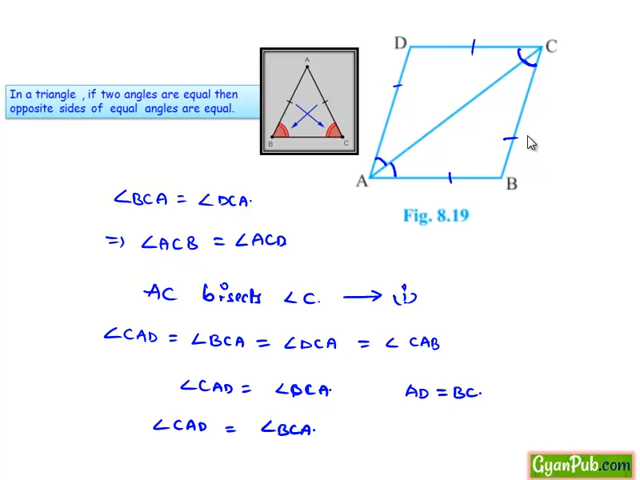 In a triangle , if two angles are equal then
opposite sides of equal angles are equal.
A
B
C
D
C
A
B
Fig. 8.19
∠BCA = ∠DCA.
⇒ ∠ACB = ∠ACD
AC bisects ∠C. → (i)
∠CAD = ∠BCA = ∠DCA = ∠CAB
∠CAD = ∠BCA. AD = BC.
∠CAD = ∠BCA.
GyanPub.com